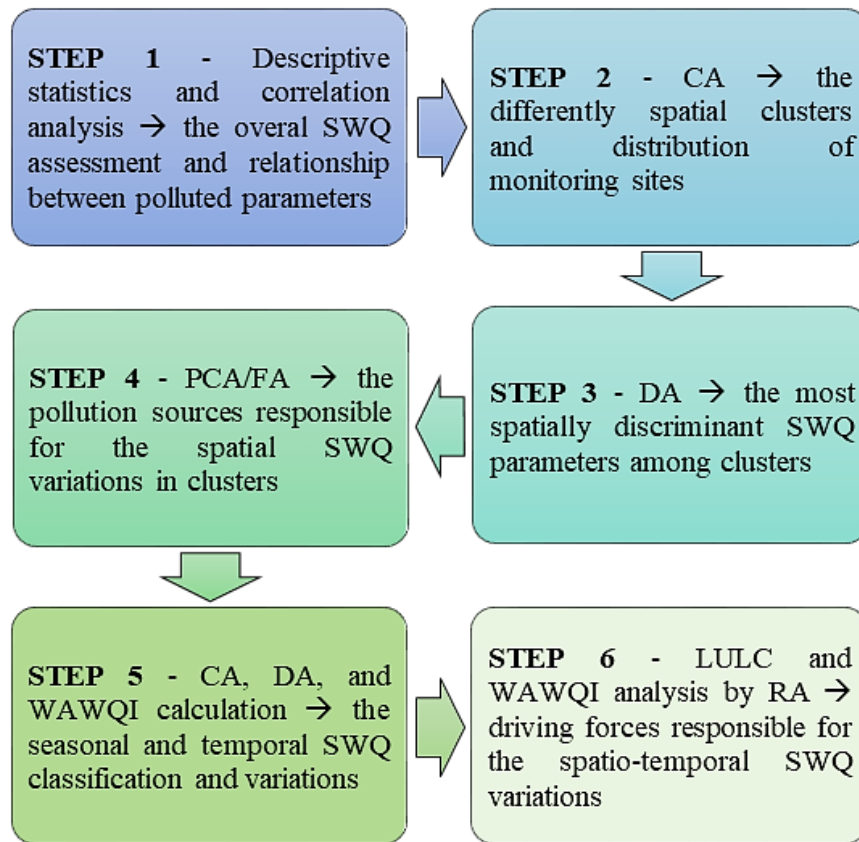 STEP 1 - Descriptive
statistics and correlation
analysis → the overal SWQ
assessment and relationship
between polluted parameters
STEP 2 - CA → the
differently spatial clusters
and distribution of
monitoring sites
STEP 3 - DA → the most
spatially discriminant SWQ
parameters among clusters
STEP 4 - PCA/FA → the
pollution sources responsible
for the spatial SWQ
variations in clusters
STEP 5 - CA, DA, and
WAWQI calculation → the
seasonal and temporal SWQ
classification and variations
STEP 6 - LULC and
WAWQI analysis by RA →
driving forces responsible for
the spatio-temporal SWQ
variations